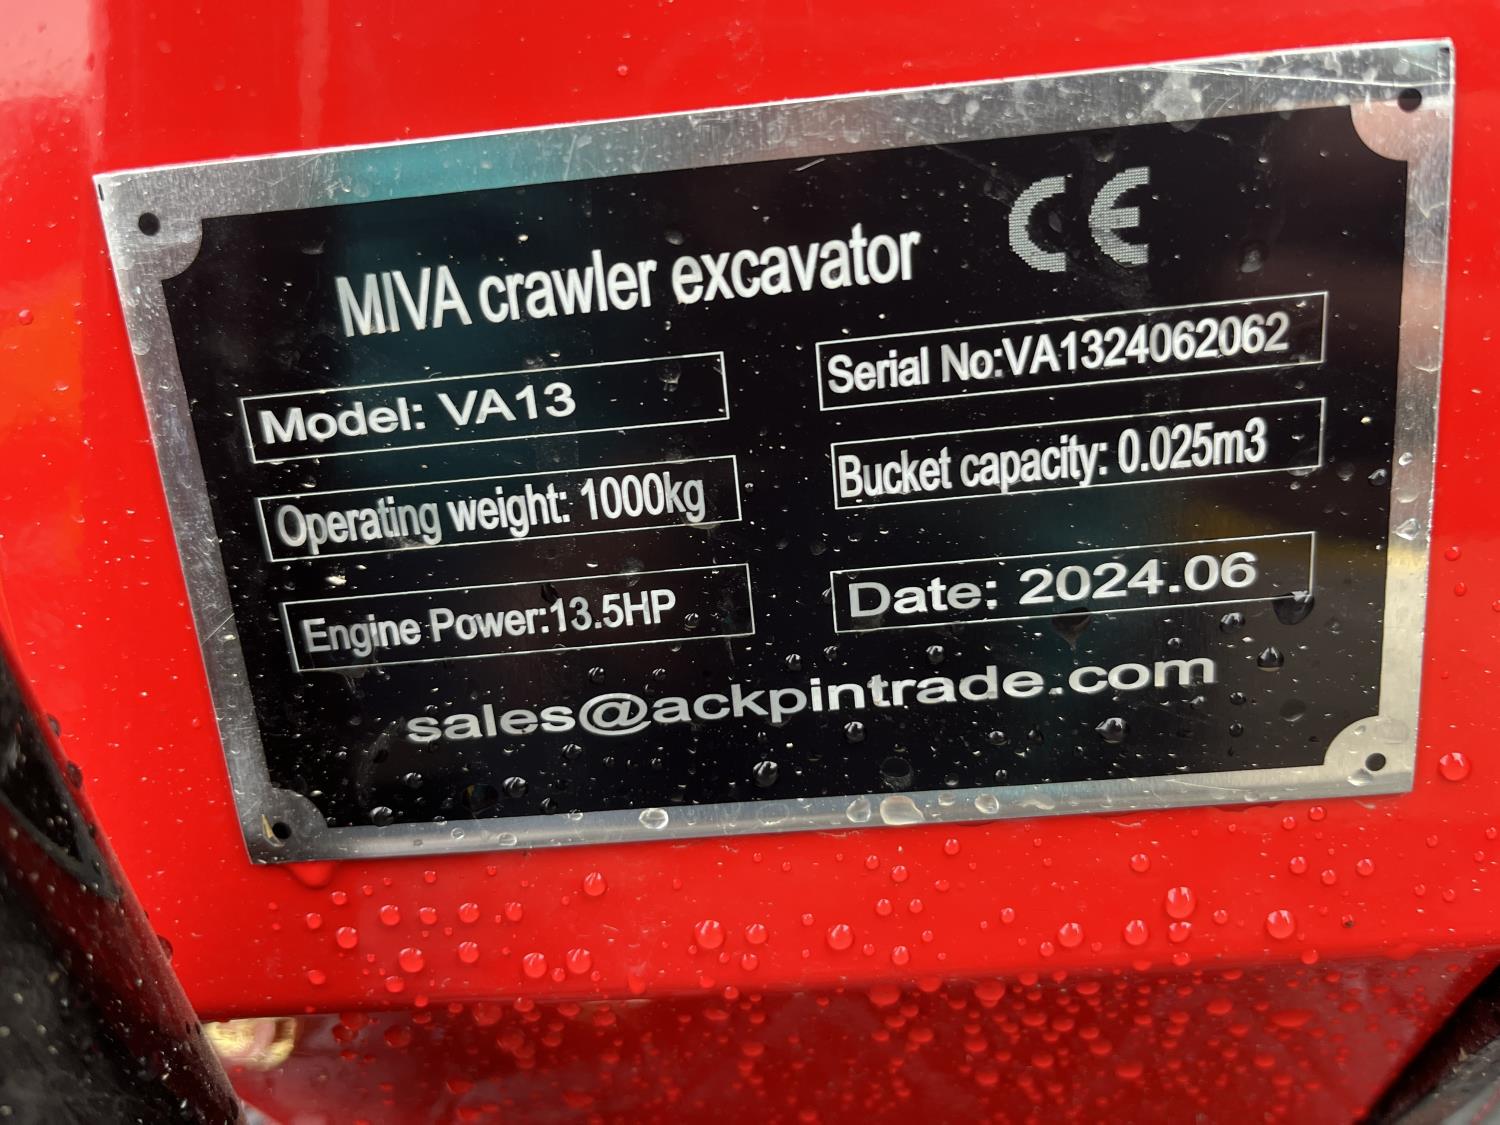 CE
MIVA crawler excavator
Model: VA13
Serial No:VA1324062062
Operating weight: 1000kg
Bucket capacity: 0.025m3
Engine Power:13.5HP
Date: 2024.06
sales@ackpintrade.com